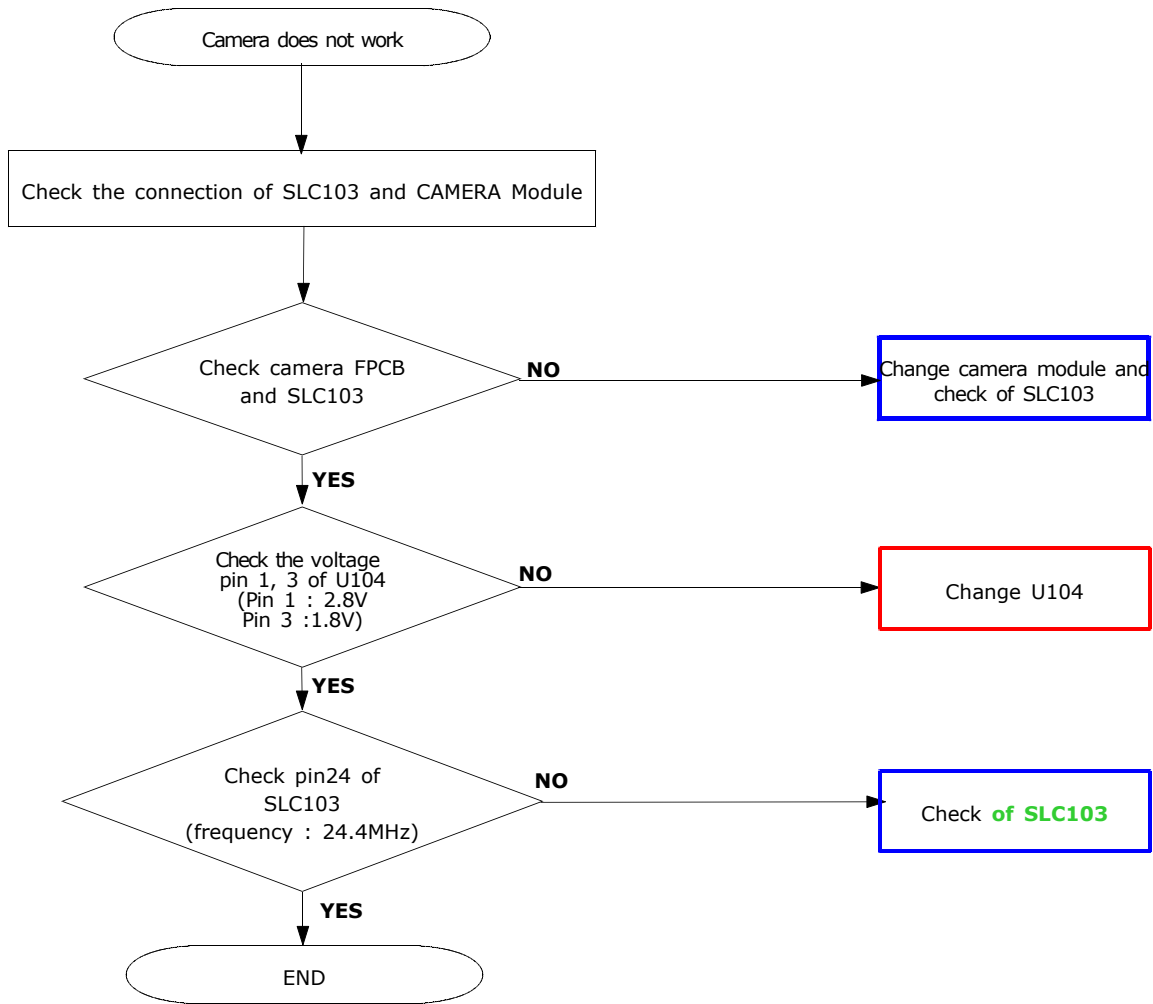 Camera does not work
Check the connection of SLC103 and CAMERA Module
Check camera FPCB
and SLC103
NO
Change camera module and
check of SLC103
YES
Check the voltage
pin 1, 3 of U104
(Pin 1 : 2.8V
Pin 3 :1.8V)
NO
Change U104
YES
Check pin24 of
SLC103
(frequency : 24.4MHz)
NO
Check of SLC103
YES
END